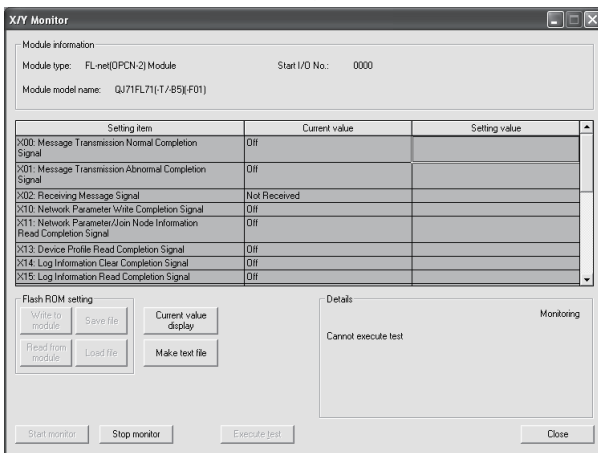 X/Y Monitor
Module information
Module type: FL-net(OPCN-2) Module Start I/O No.: 0000
Module model name: QJ71FL71(-T/-B5)(-F01)
Setting item Current value Setting value
X00: Message Transmission Normal Completion Signal Off
X01: Message Transmission Abnormal Completion Signal Off
X02: Receiving Message Signal Not Received
X10: Network Parameter Write Completion Signal Off
X11: Network Parameter/Join Node Information Read Completion Signal Off
X13: Device Profile Read Completion Signal Off
X14: Log Information Clear Completion Signal Off
X15: Log Information Read Completion Signal Off
Flash ROM setting
Write to module
Save file
Current value display
Read from module
Load file
Make text file
Details
Monitoring
Cannot execute test
Start monitor
Stop monitor
Execute test
Close